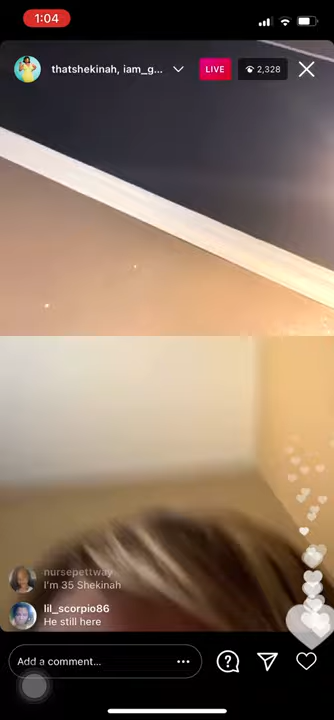 1:04
thatshekinah, iam_g...
LIVE
2,328
nursepettway
I'm 35 Shekinah
lil_scorpio86
He still here
Add a comment...